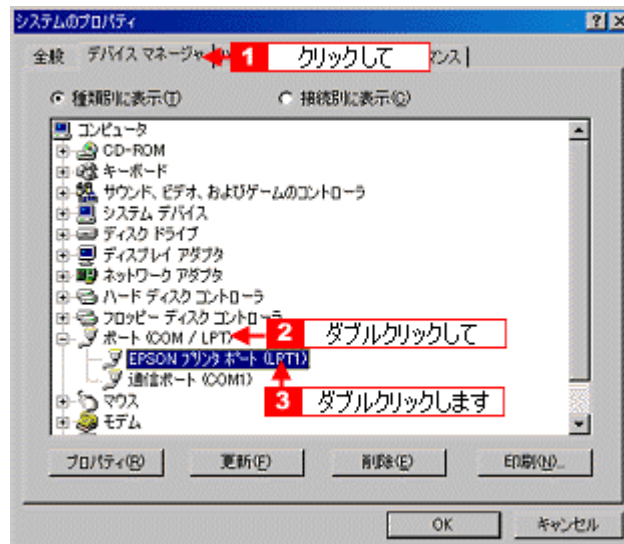 システムのプロパティ
全般 デバイス マネージャ 1 クリックして
種類別に表示(T) 接続別に表示(C)
コンピュータ
CD-ROM
キーボード
サウンド、ビデオ、およびゲームのコントローラ
システム デバイス
ディスク ドライブ
ディスプレイ アダプタ
ネットワーク アダプタ
ハード ディスク コントローラ
フロッピー ディスク コントローラ
ポート (COM / LPT) 2 ダブルクリックして
EPSON プリンタ ポート (LPT1)
通信ポート (COM1)
3 ダブルクリックします
マウス
モデム
プロパティ(R) 更新(F) 削除(E) 印刷(N)...
OK キャンセル